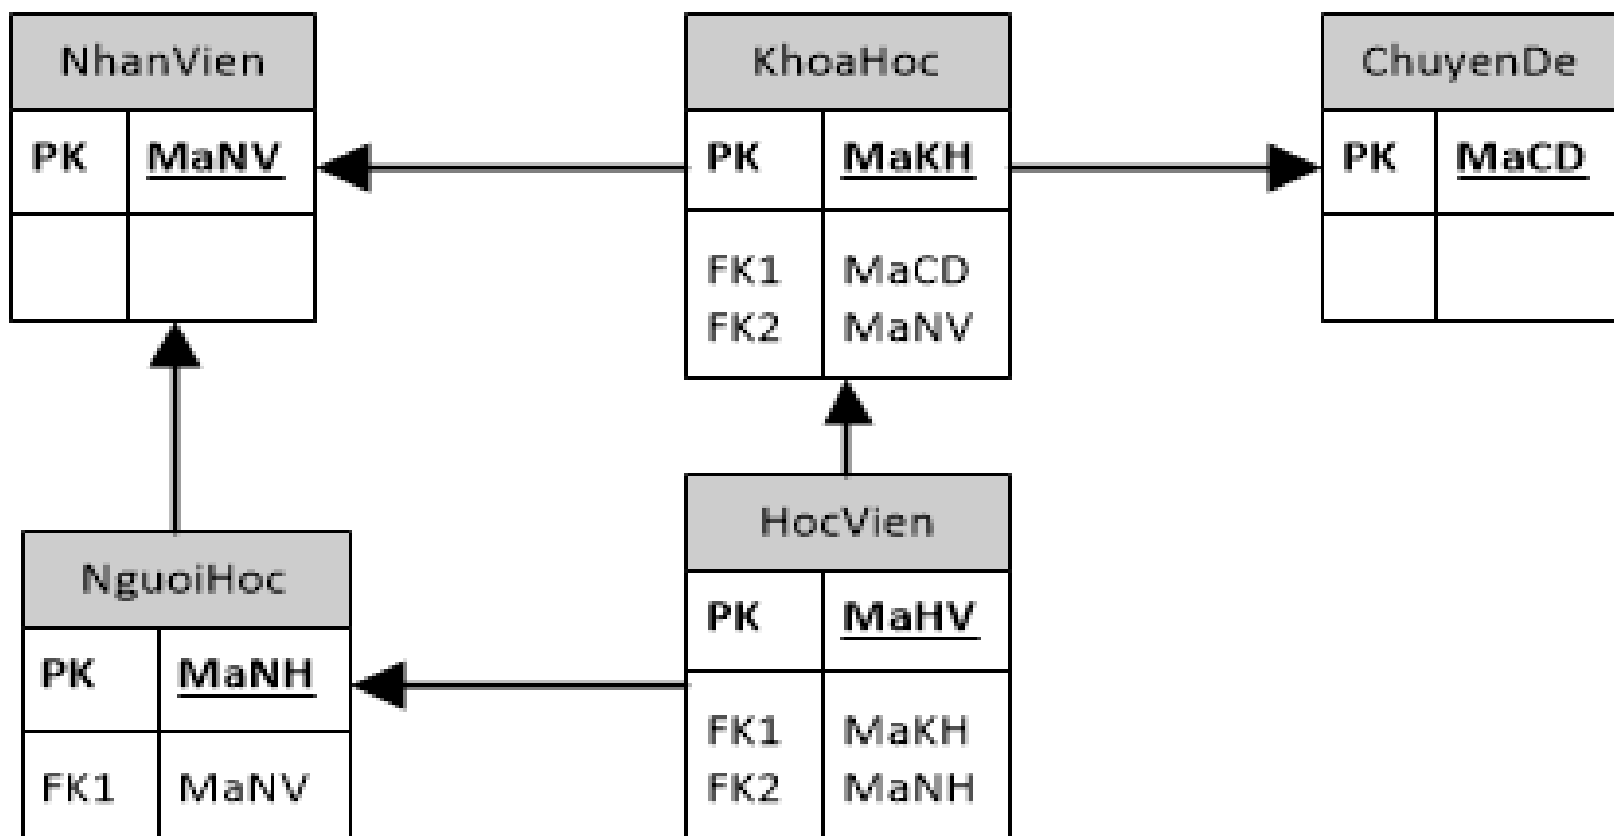 NhanVien
PK MaNV
KhoaHoc
PK MaKH
FK1 MaCD
FK2 MaNV
ChuyenDe
PK MaCD
NguoiHoc
PK MaNH
FK1 MaNV
HocVien
PK MaHV
FK1 MaKH
FK2 MaNH